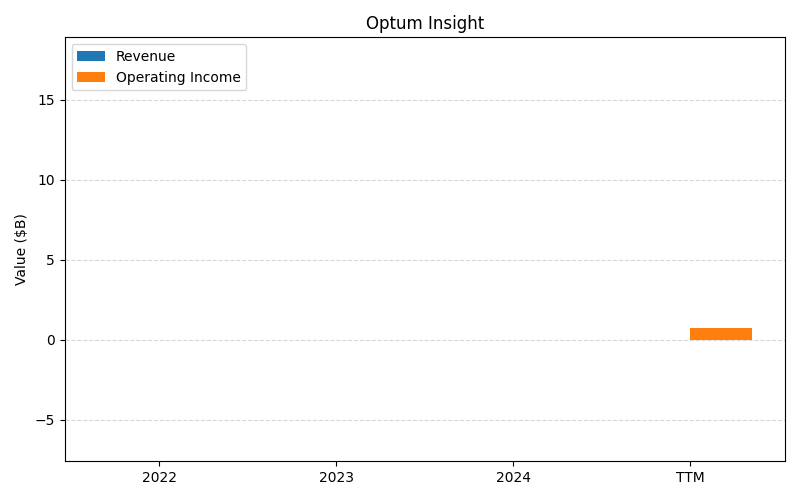 Optum Insight
Revenue
Operating Income
15
10
5
0
−5
Value ($B)
2022 2023 2024 TTM